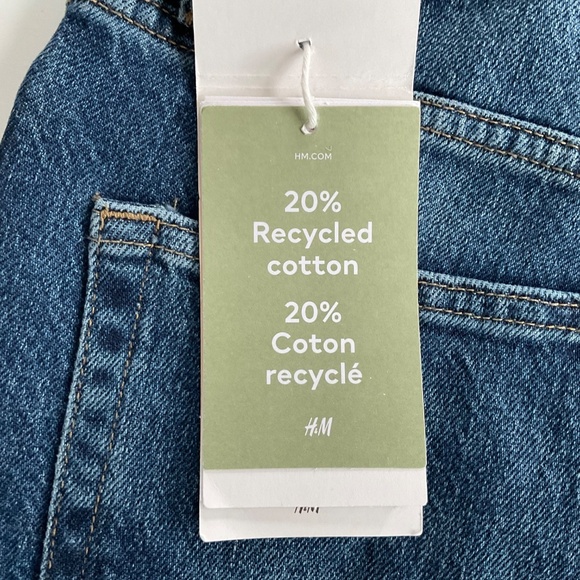 HM.COM
20%
Recycled
cotton
20%
Coton
recyclé
H&M
H&M